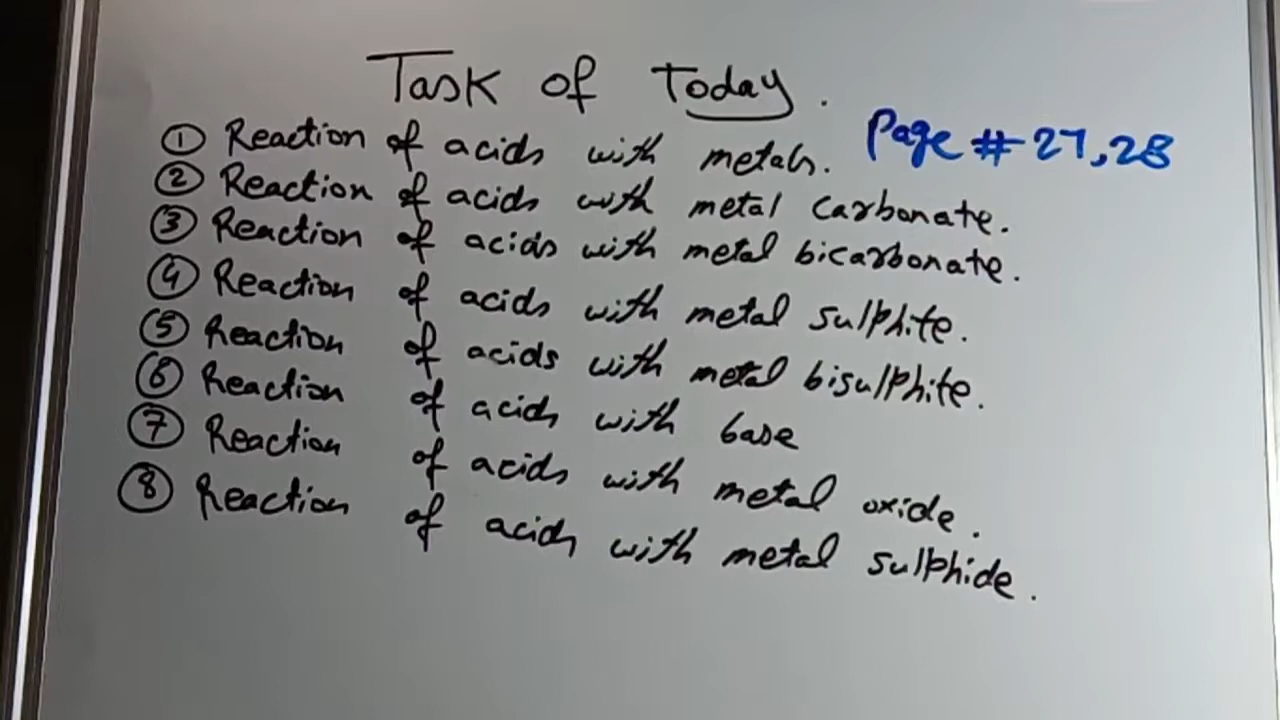 Task of Today.
Page # 27,28
① Reaction of acids with metals.
② Reaction of acids with metal carbonate.
③ Reaction of acids with metal bicarbonate.
④ Reaction of acids with metal sulphite.
⑤ Reaction of acids with metal bisulphite.
⑥ Reaction of acids with base
⑦ Reaction of acids with metal oxide.
⑧ Reaction of acids with metal sulphide.